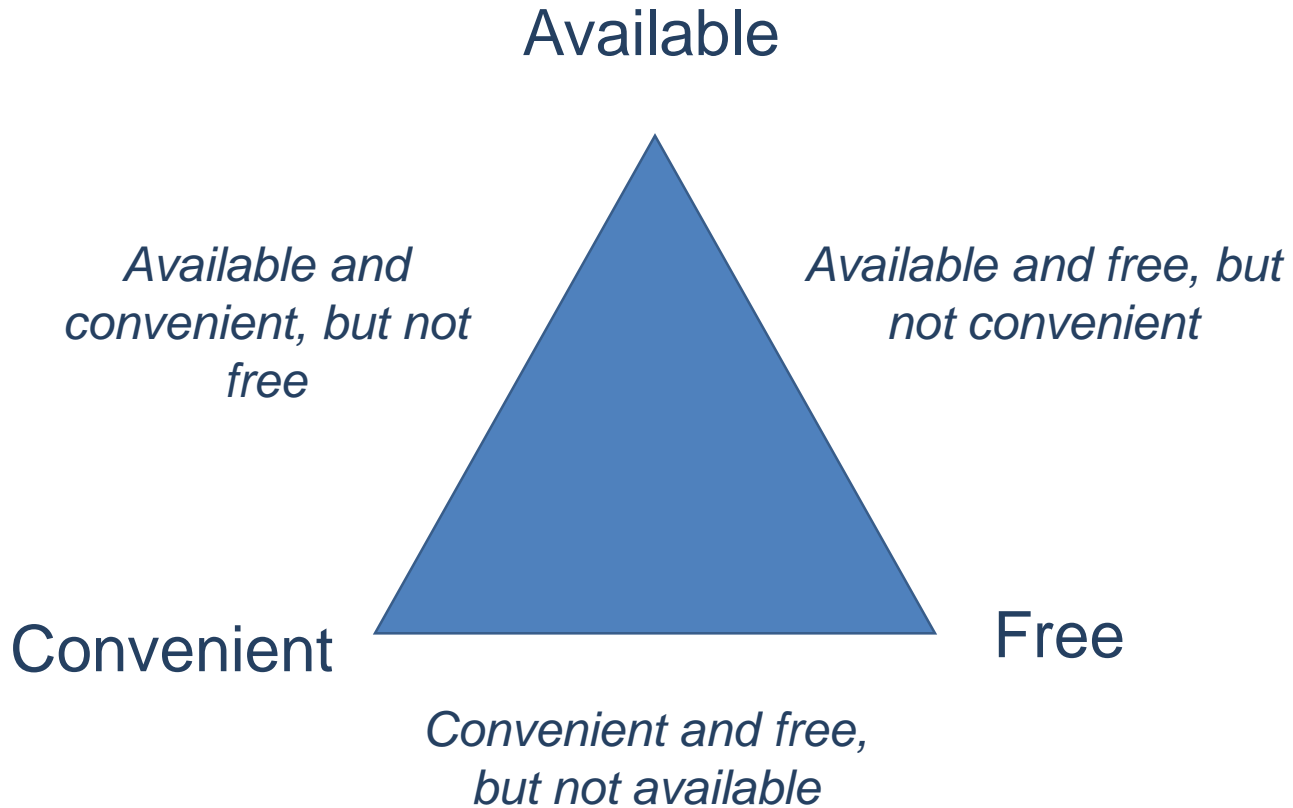 Available
Available and
convenient, but not
free
Available and free, but
not convenient
Convenient
Free
Convenient and free,
but not available